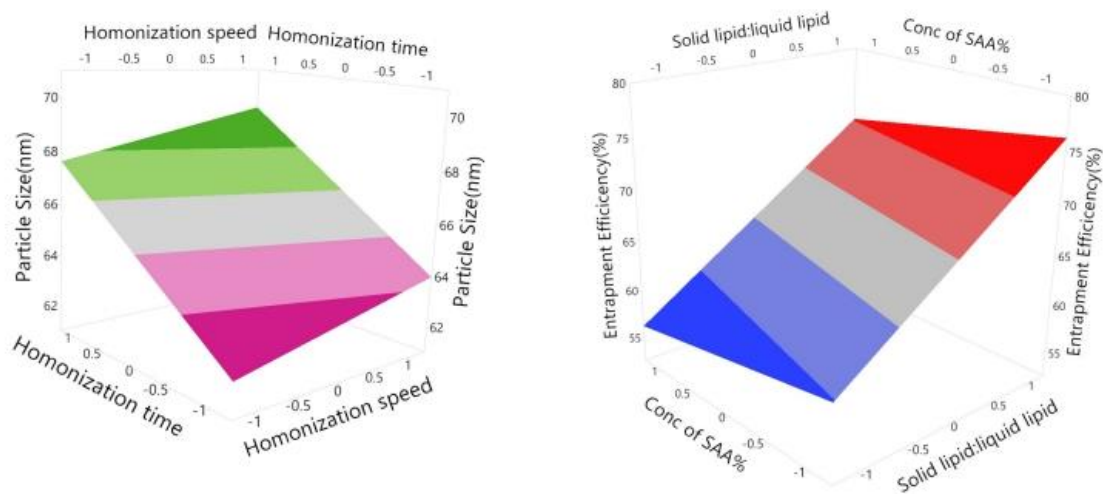 Homonization speed Homonization time
-1 -0.5 0 0.5 1 1 0.5 0 -0.5 -1
70
68
66
64
62
Particle Size(nm)
70
68
66
64
62
Particle Size(nm)
1 0.5 0 -0.5 -1
Homonization time
-1 -0.5 0 0.5 1
Homonization speed
Solid lipid:liquid lipid Conc of SAA%
-1 -0.5 0 0.5 1 1 0.5 0 -0.5 -1
80
75
70
65
60
55
Entrapment Efficicency(%)
80
75
70
65
60
55
Entrapment Efficicency(%)
1 0.5 0 -0.5 -1
Conc of SAA%
-1 -0.5 0 0.5 1
Solid lipid:liquid lipid